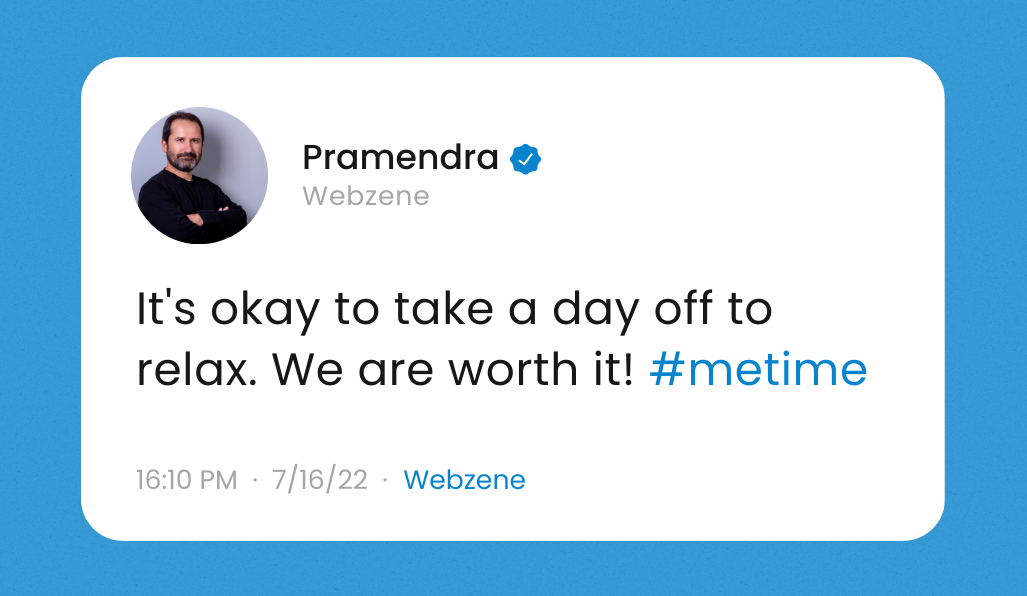 Pramendra
Webzene
It's okay to take a day off to
relax. We are worth it! #metime
16:10 PM · 7/16/22 · Webzene